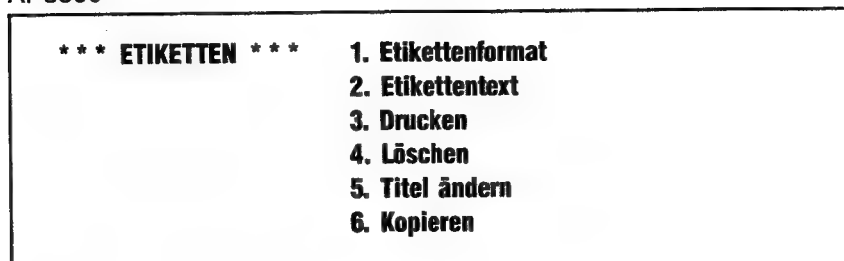 *** ETIKETTEN *** 1. Etikettenformat
2. Etikettentext
3. Drucken
4. Löschen
5. Titel ändern
6. Kopieren